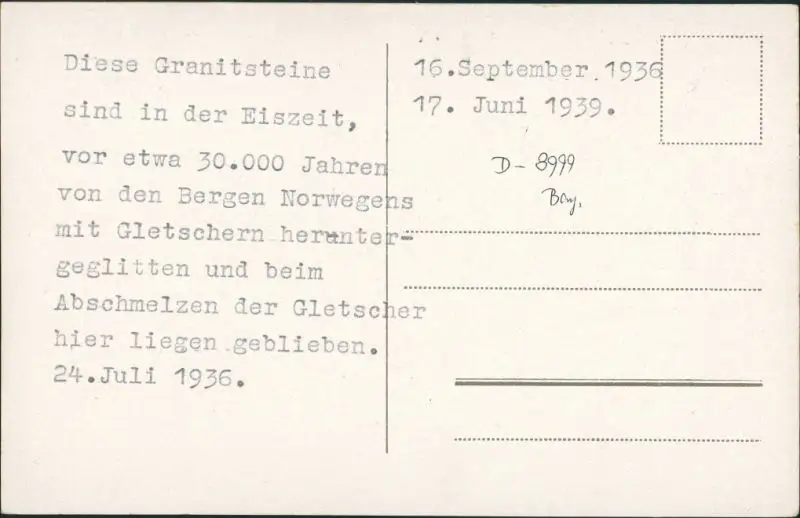 Diese Granitsteine
sind in der Eiszeit,
vor etwa 30.000 Jahren
von den Bergen Norwegens
mit Gletschern herunter-
geglitten und beim
Abschmelzen der Gletscher
hier liegen geblieben.
24.Juli 1936.
16.September 1936
17. Juni 1939.
D - 8999
Bay.